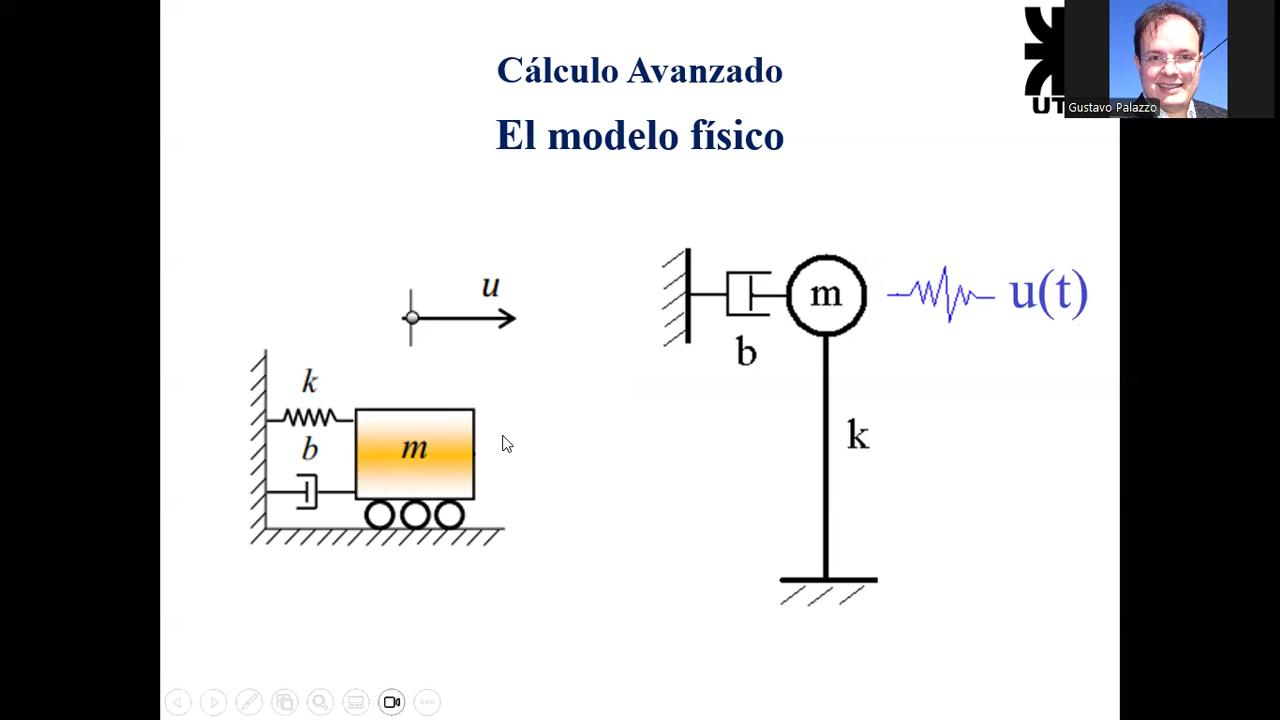 Cálculo Avanzado
El modelo físico
UT
Gustavo Palazzo
u
k
b
m
m
u(t)
b
k